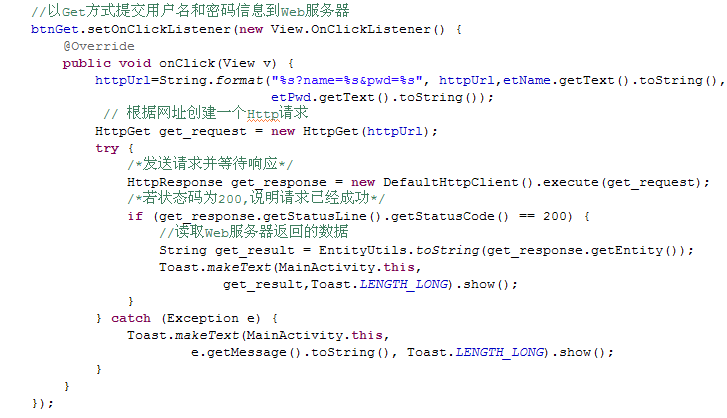 //以Get方式提交用户名和密码信息到Web服务器
btnGet.setOnClickListener(new View.OnClickListener() {
@Override
public void onClick(View v) {
httpUrl=String.format("%s?name=%s&pwd=%s", httpUrl,etName.getText().toString(),
etPwd.getText().toString());
// 根据网址创建一个Http请求
HttpGet get_request = new HttpGet(httpUrl);
try {
/*发送请求并等待响应*/
HttpResponse get_response = new DefaultHttpClient().execute(get_request);
/*若状态码为200,说明请求已经成功*/
if (get_response.getStatusLine().getStatusCode() == 200) {
//读取Web服务器返回的数据
String get_result = EntityUtils.toString(get_response.getEntity());
Toast.makeText(MainActivity.this,
get_result,Toast.LENGTH_LONG).show();
}
} catch (Exception e) {
Toast.makeText(MainActivity.this,
e.getMessage().toString(), Toast.LENGTH_LONG).show();
}
}
});